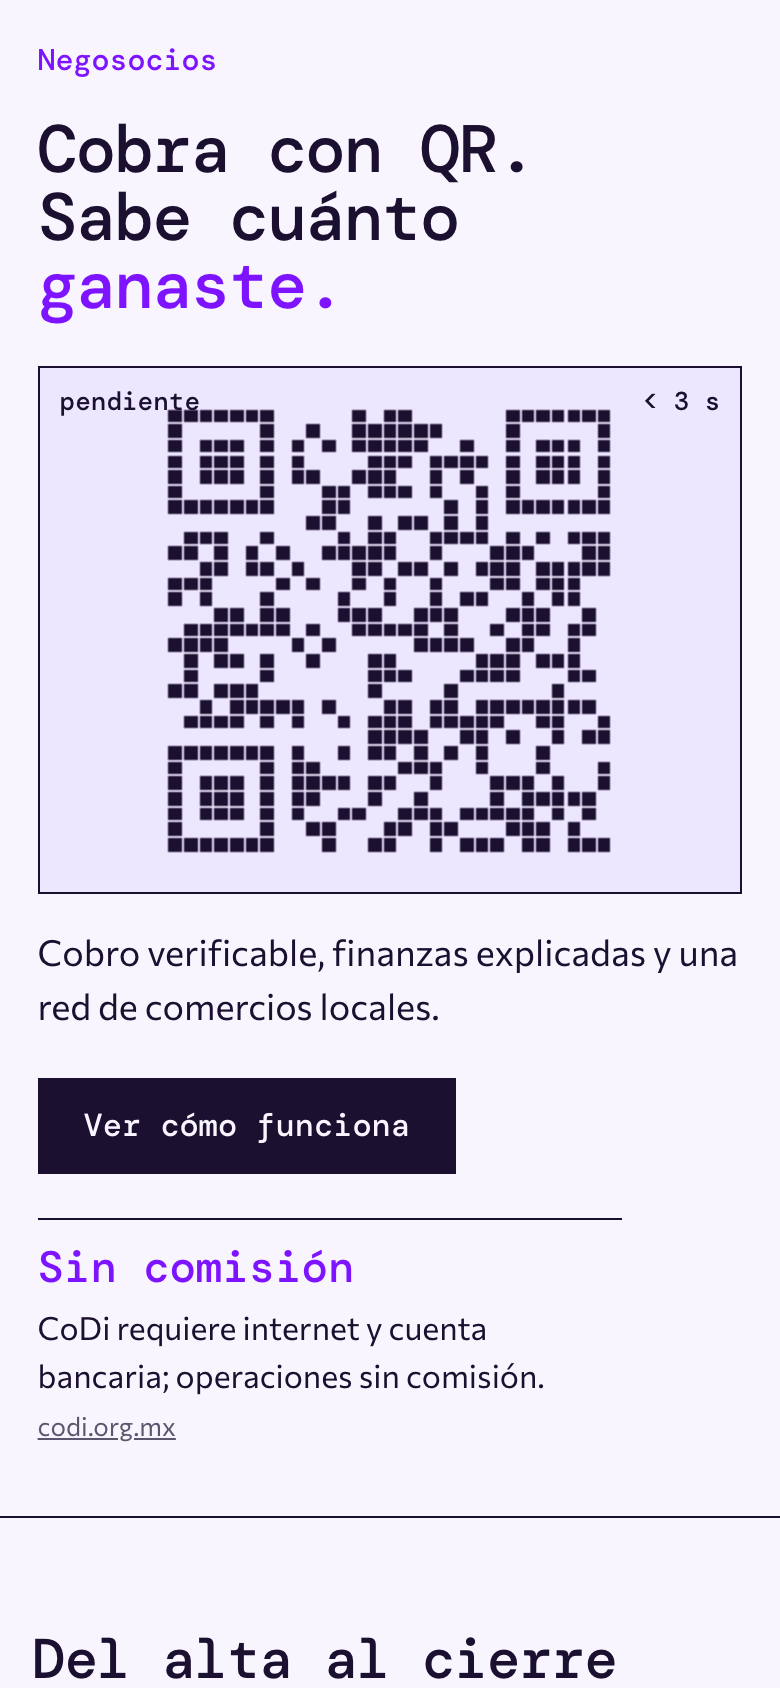 Negosocios
Cobra con QR.
Sabe cuánto
ganaste.
pendiente
< 3 s
Cobro verificable, finanzas explicadas y una
red de comercios locales.
Ver cómo funciona
Sin comisión
CoDi requiere internet y cuenta
bancaria; operaciones sin comisión.
codi.org.mx
Del alta al cierre